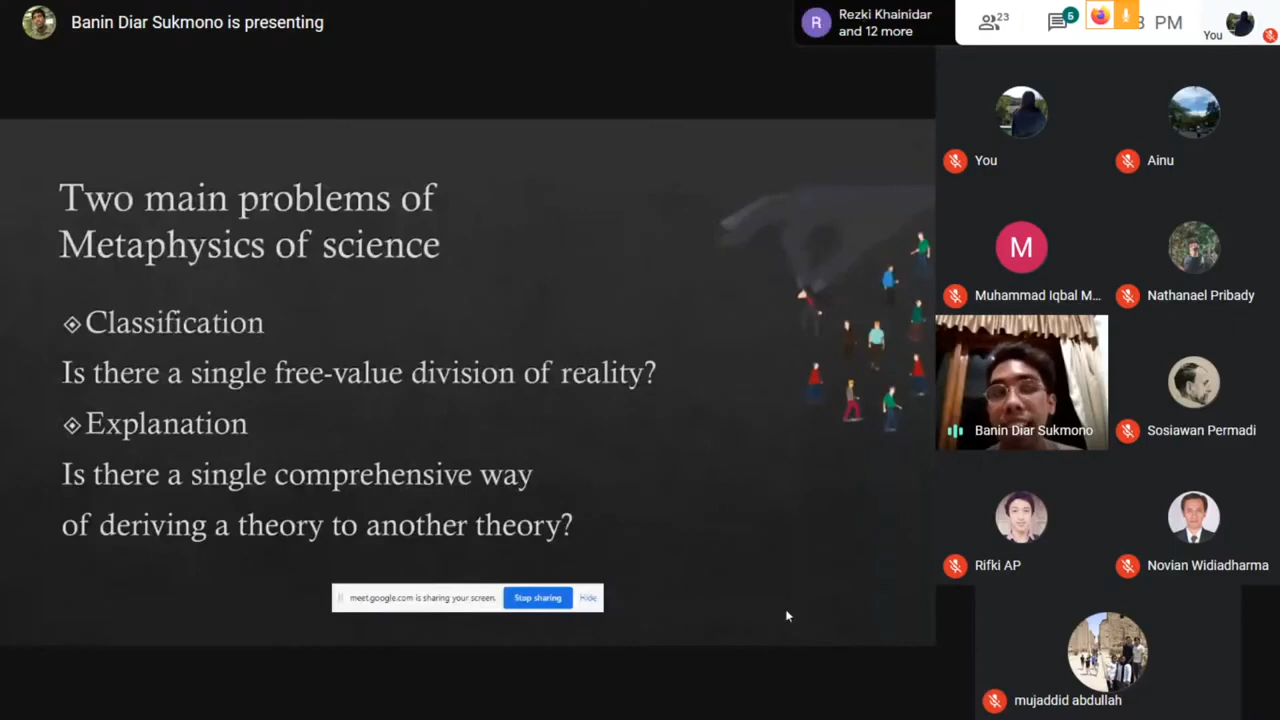 Banin Diar Sukmono is presenting
R
Rezki Khainidar
and 12 more
23
5
PM
You
Two main problems of
Metaphysics of science
Classification
Is there a single free-value division of reality?
Explanation
Is there a single comprehensive way
of deriving a theory to another theory?
meet.google.com is sharing your screen.
Stop sharing
Hide
You
Ainu
M
Muhammad Iqbal M...
Nathanael Pribady
Banin Diar Sukmono
Sosiawan Permadi
Rifki AP
Novian Widiadharma
mujaddid abdullah